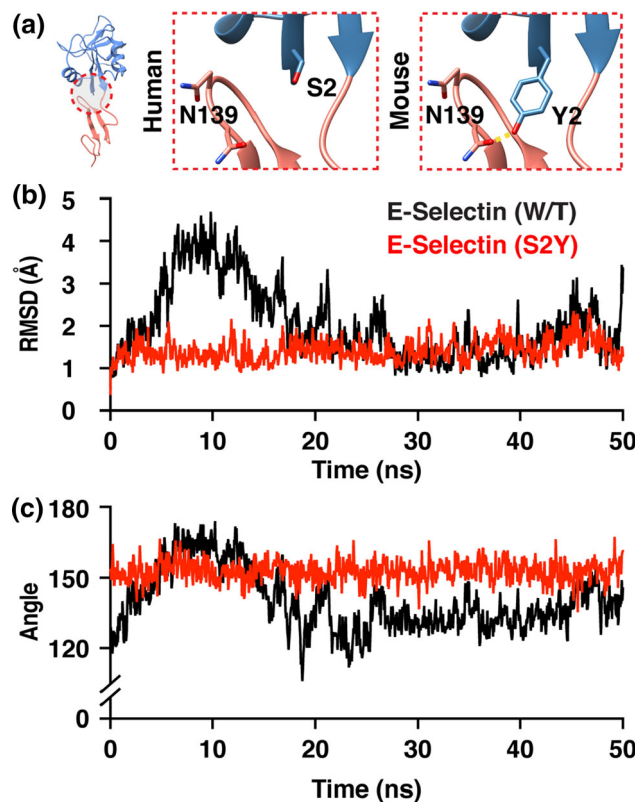 (a)
Human
S2
N139
Mouse
N139
Y2
(b)
E-Selectin (W/T)
E-Selectin (S2Y)
RMSD (Å)
5
4
3
2
1
0
0 10 20 30 40 50
Time (ns)
(c)
Angle
180
150
120
0
0 10 20 30 40 50
Time (ns)